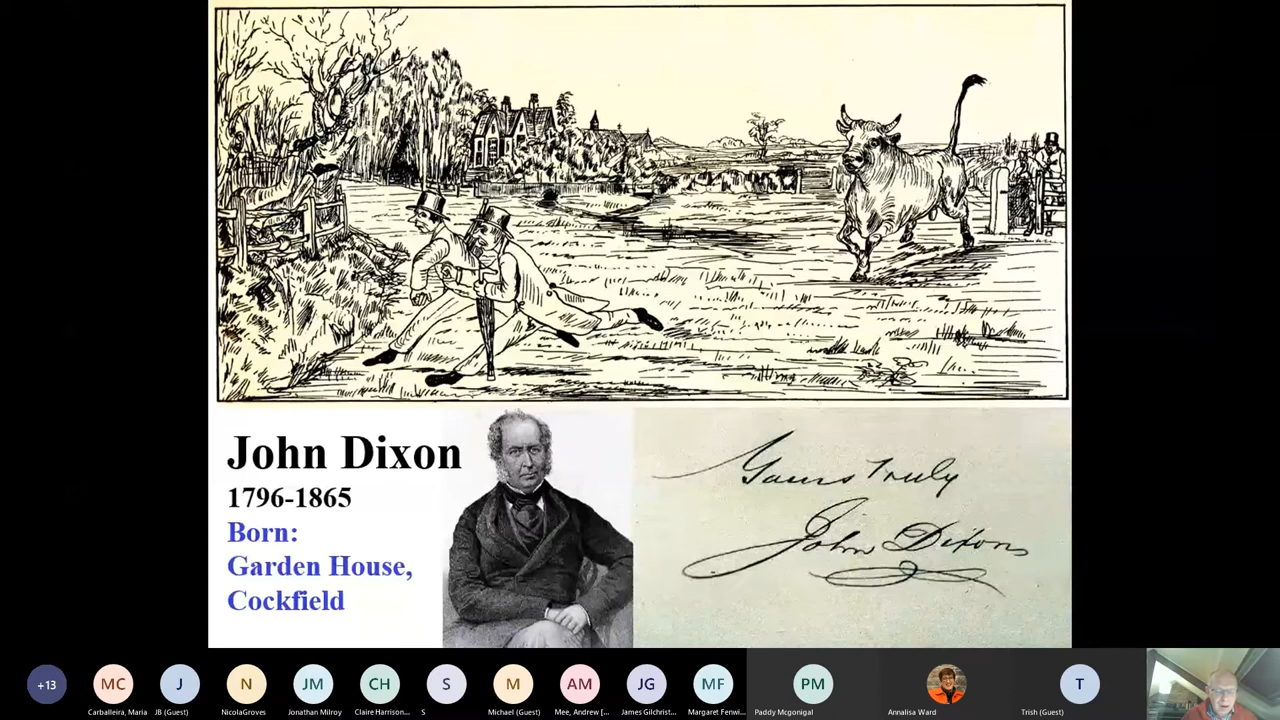 John Dixon
1796-1865
Born:
Garden House,
Cockfield
Yours Truly
John Dixon
+13
MC
J
N
JM
CH
S
M
AM
JG
MF
PM
T
Carballeira, Maria
JB (Guest)
NicolaGroves
Jonathan Milroy
Claire Harrison...
S
Michael (Guest)
Mee, Andrew [...
James Gilchrist...
Margaret Fenwi...
Paddy Mcgonigal
Annalisa Ward
Trish (Guest)